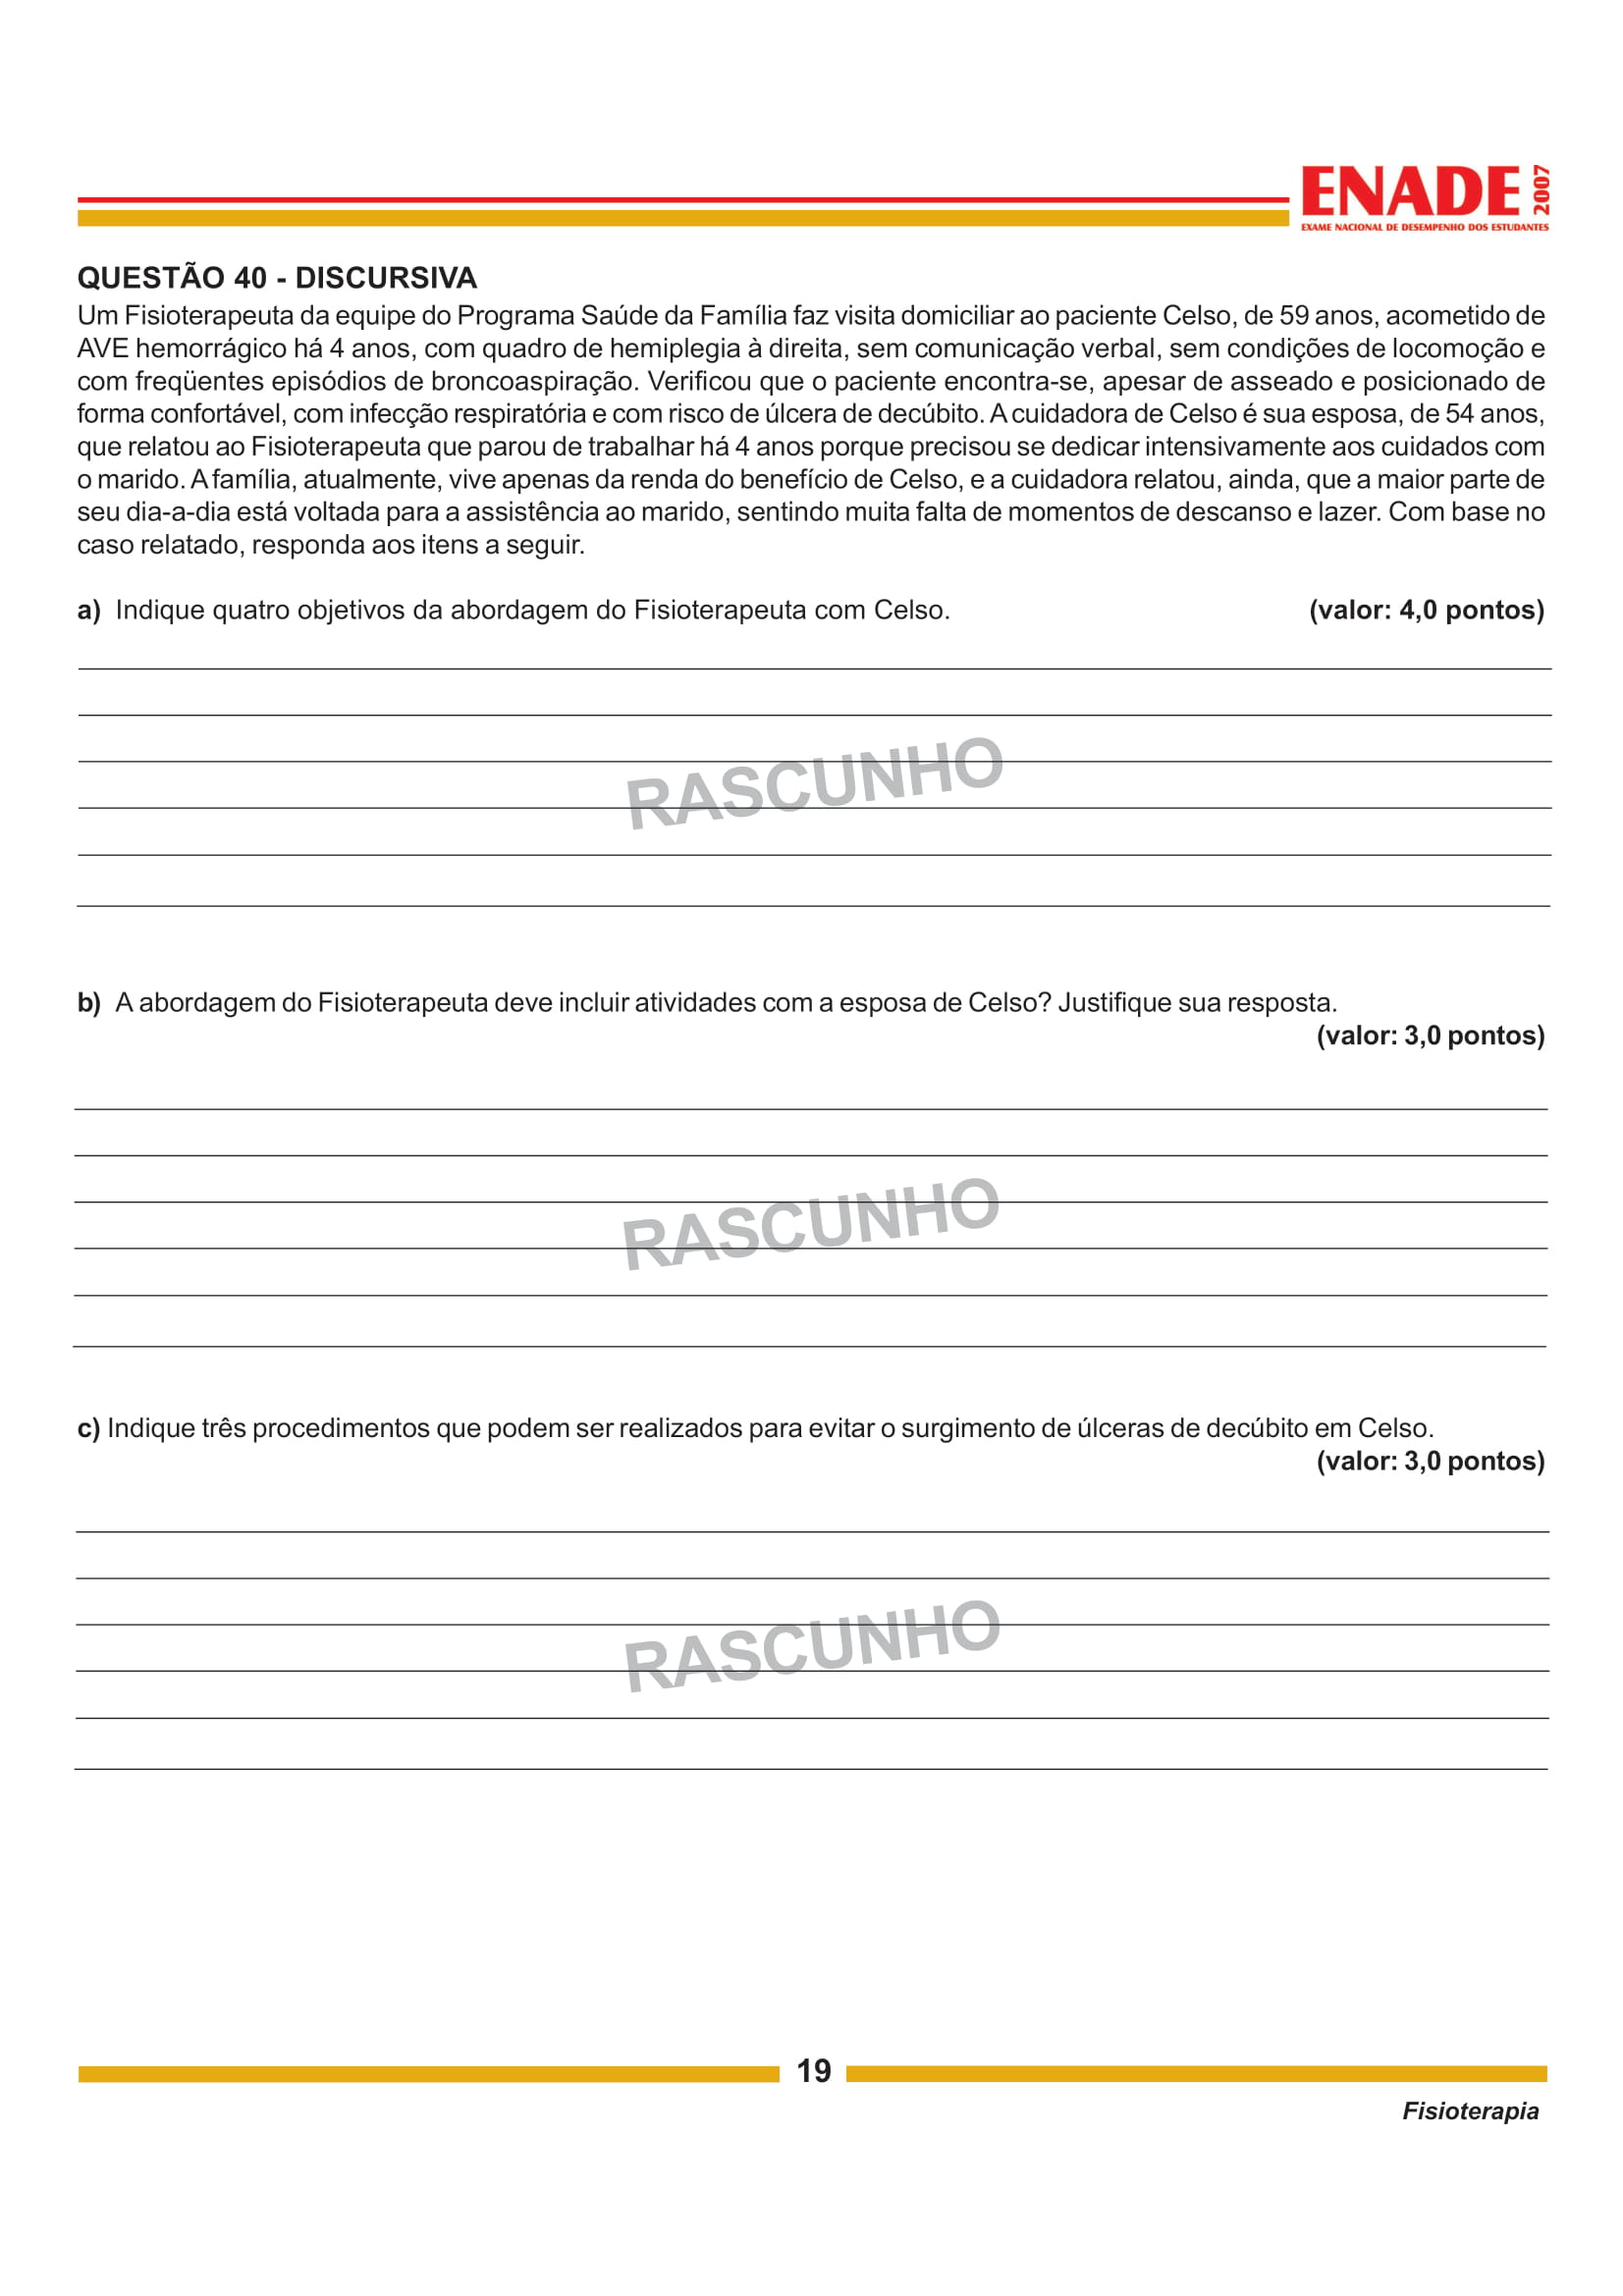 ENADE 2007
EXAME NACIONAL DE DESEMPENHO DOS ESTUDANTES
QUESTÃO 40 - DISCURSIVA
Um Fisioterapeuta da equipe do Programa Saúde da Família faz visita domiciliar ao paciente Celso, de 59 anos, acometido de
AVE hemorrágico há 4 anos, com quadro de hemiplegia à direita, sem comunicação verbal, sem condições de locomoção e
com freqüentes episódios de broncoaspiração. Verificou que o paciente encontra-se, apesar de asseado e posicionado de
forma confortável, com infecção respiratória e com risco de úlcera de decúbito. A cuidadora de Celso é sua esposa, de 54 anos,
que relatou ao Fisioterapeuta que parou de trabalhar há 4 anos porque precisou se dedicar intensivamente aos cuidados com
o marido. A família, atualmente, vive apenas da renda do benefício de Celso, e a cuidadora relatou, ainda, que a maior parte de
seu dia-a-dia está voltada para a assistência ao marido, sentindo muita falta de momentos de descanso e lazer. Com base no
caso relatado, responda aos itens a seguir.
a) Indique quatro objetivos da abordagem do Fisioterapeuta com Celso. (valor: 4,0 pontos)
RASCUNHO
b) A abordagem do Fisioterapeuta deve incluir atividades com a esposa de Celso? Justifique sua resposta.
(valor: 3,0 pontos)
RASCUNHO
c) Indique três procedimentos que podem ser realizados para evitar o surgimento de úlceras de decúbito em Celso.
(valor: 3,0 pontos)
RASCUNHO
19
Fisioterapia